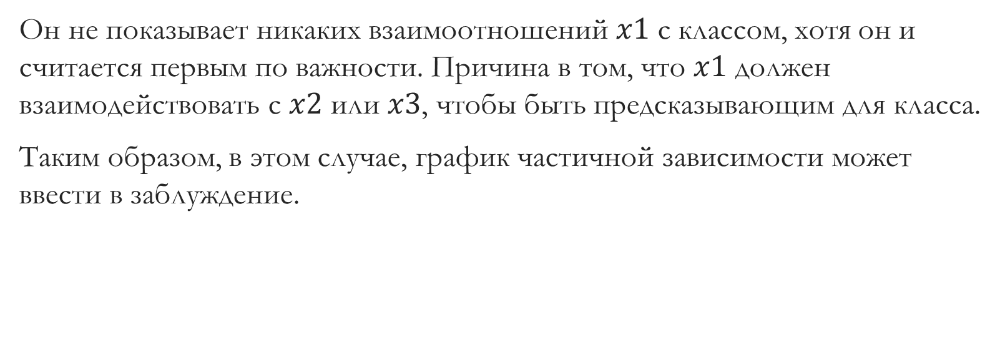 Он не показывает никаких взаимоотношений x1 с классом, хотя он и
считается первым по важности. Причина в том, что x1 должен
взаимодействовать с x2 или x3, чтобы быть предсказывающим для класса.
Таким образом, в этом случае, график частичной зависимости может
ввести в заблуждение.